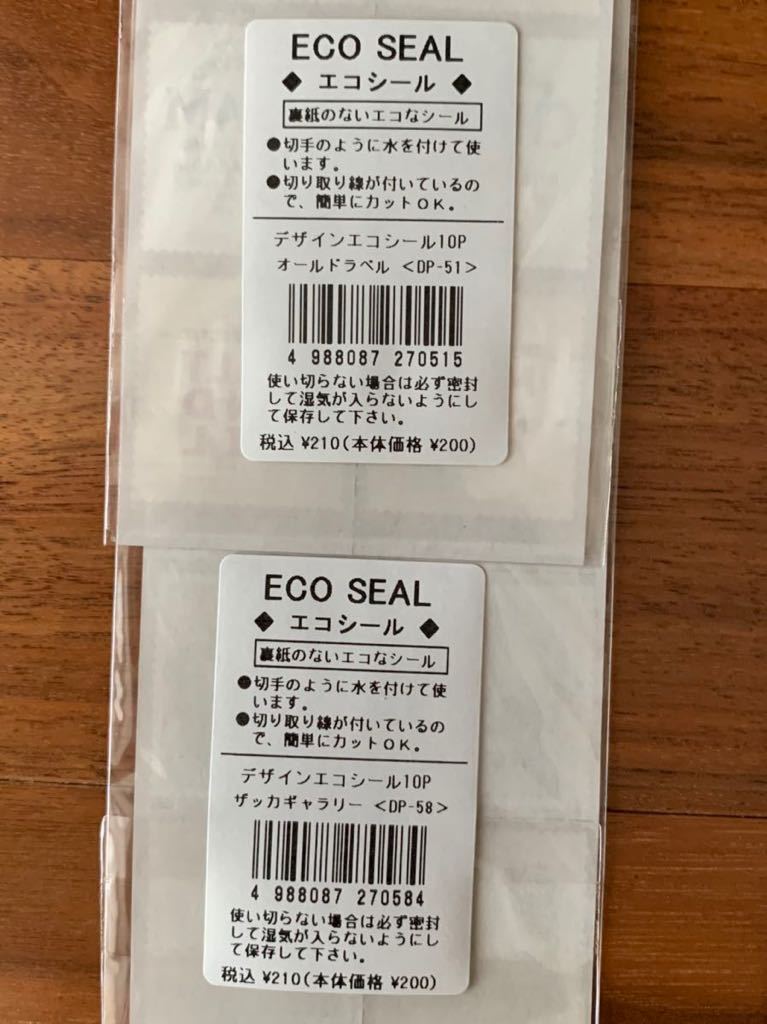 ECO SEAL
◆ エコシール ◆
裏紙のないエコなシール
●切手のように水を付けて使
います。
●切り取り線が付いているの
で、簡単にカットOK。
デザインエコシール10P
オールドラベル <DP-51>
4 988087 270515
使い切らない場合は必ず密封
して湿気が入らないようにし
て保存して下さい。
税込 ¥210(本体価格 ¥200)
ECO SEAL
◆ エコシール ◆
裏紙のないエコなシール
●切手のように水を付けて使
います。
●切り取り線が付いているの
で、簡単にカットOK。
デザインエコシール10P
ザッカギャラリー <DP-58>
4 988087 270584
使い切らない場合は必ず密封
して湿気が入らないようにし
て保存して下さい。
税込 ¥210(本体価格 ¥200)